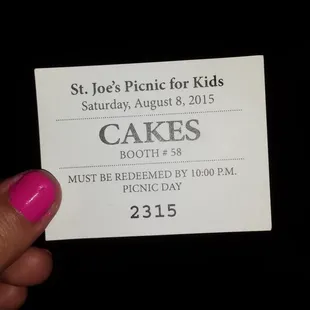 St. Joe's Picnic for Kids
Saturday, August 8, 2015
CAKES
BOOTH # 58
MUST BE REDEEMED BY 10:00 P.M.
PICNIC DAY
2315